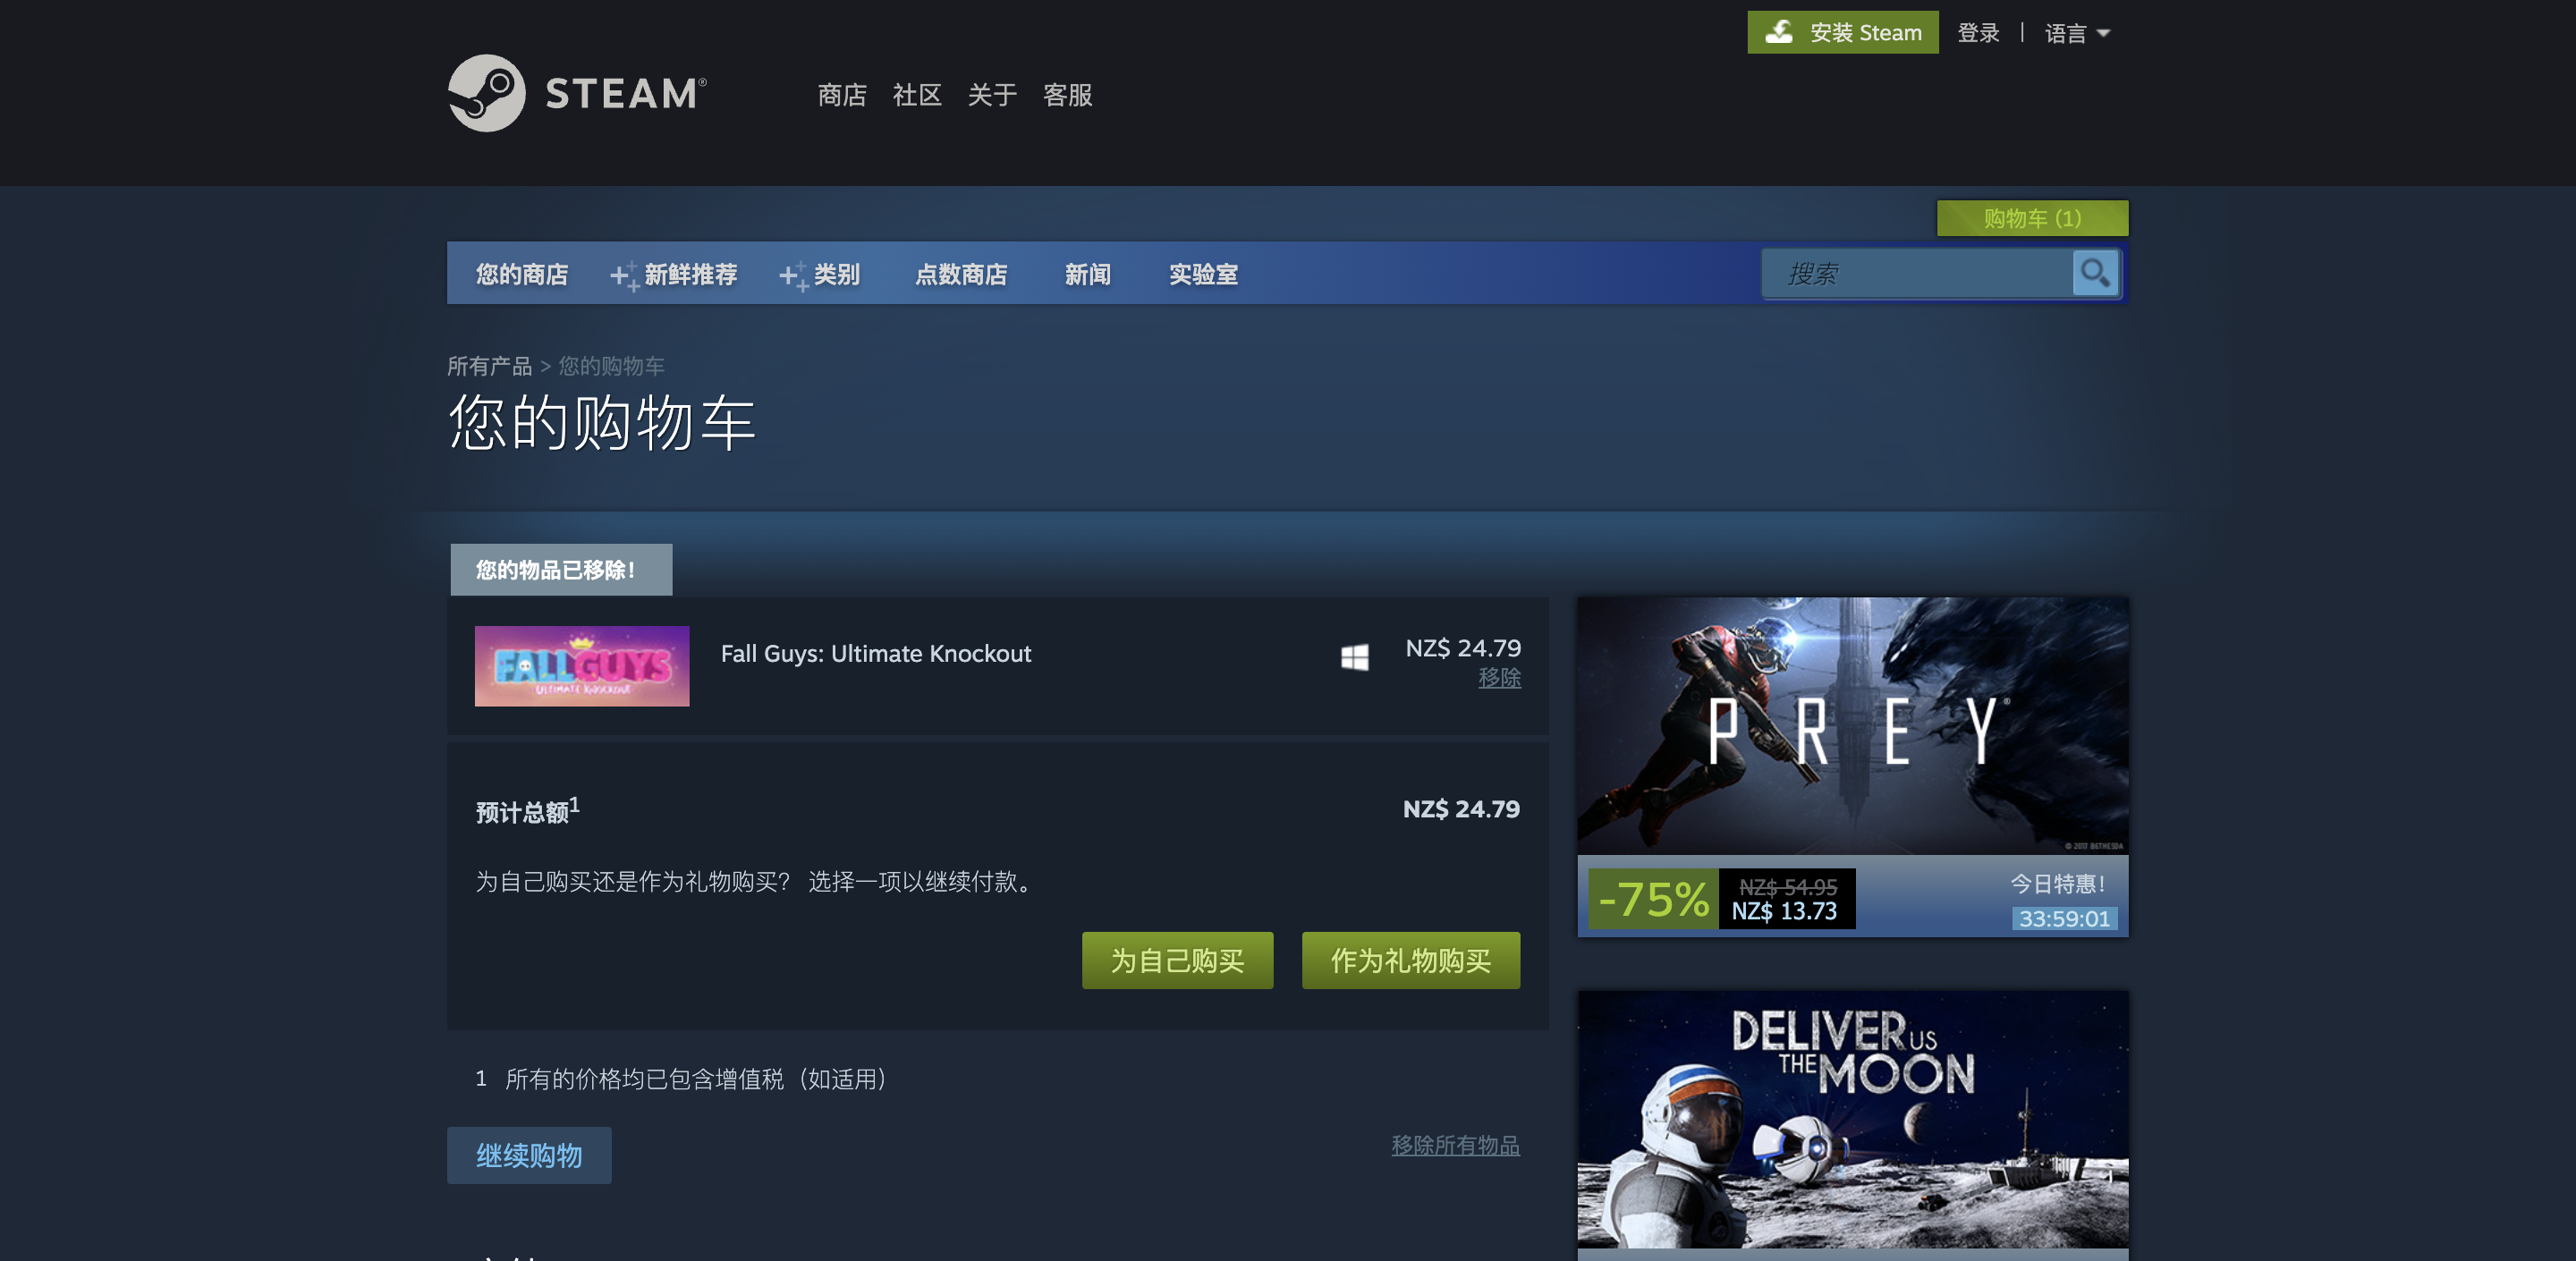 安装 Steam 登录 | 语言
STEAM®
商店 社区 关于 客服
购物车 (1)
您的商店 新鲜推荐 类别 点数商店 新闻 实验室 搜索
所有产品 > 您的购物车
您的购物车
您的物品已移除！
FALL GUYS
ULTIMATE KNOCKOUT
Fall Guys: Ultimate Knockout
NZ$ 24.79
移除
预计总额1
NZ$ 24.79
为自己购买还是作为礼物购买？ 选择一项以继续付款。
为自己购买 作为礼物购买
1 所有的价格均已包含增值税（如适用）
继续购物
移除所有物品
PREY®
© 2017 BETHESDA
-75%
NZ$ 54.95
NZ$ 13.73
今日特惠！
33:59:01
DELIVER US
THE MOON